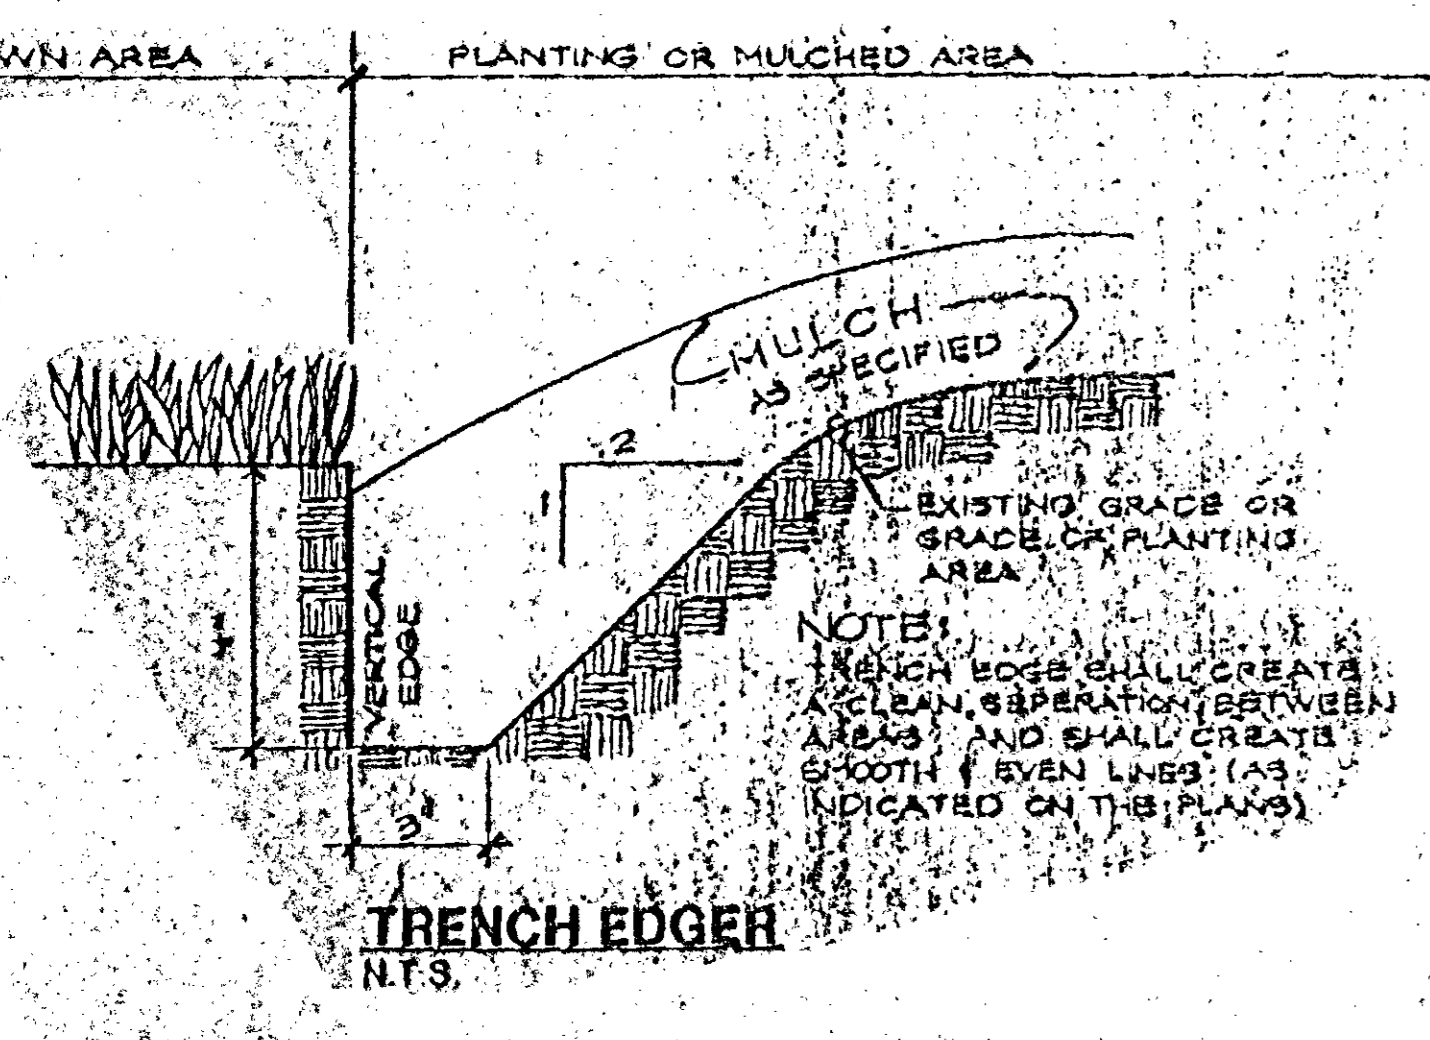 WN AREA
PLANTING OR MULCHED AREA
MULCH
AS SPECIFIED
2
1
EXISTING GRADE OR
GRADE OF PLANTING
AREA
4"
VERTICAL
EDGE
NOTE:
TRENCH EDGE SHALL CREATE
A CLEAN SEPERATION BETWEEN
AREAS AND SHALL CREATE
SMOOTH & EVEN LINES (AS
INDICATED ON THE PLANS)
3"
TRENCH EDGER
N.T.S.